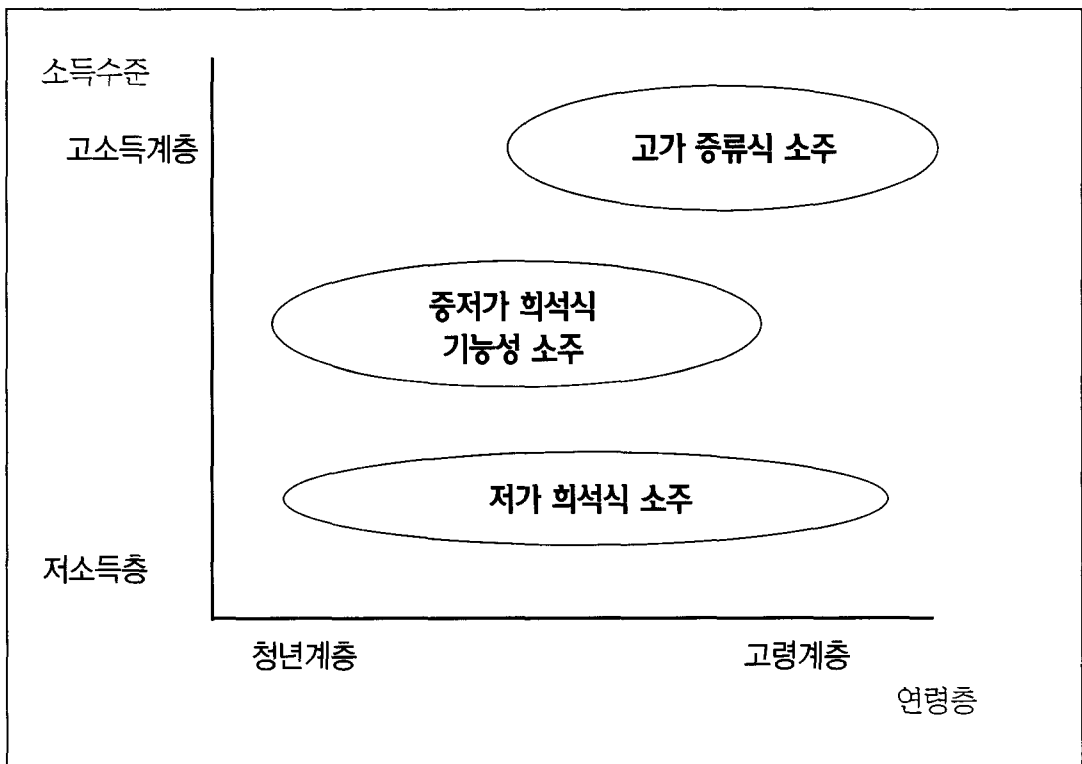 소득수준
고소득계층
고가 증류식 소주
중저가 희석식
기능성 소주
저가 희석식 소주
저소득층
청년계층
고령계층
연령층